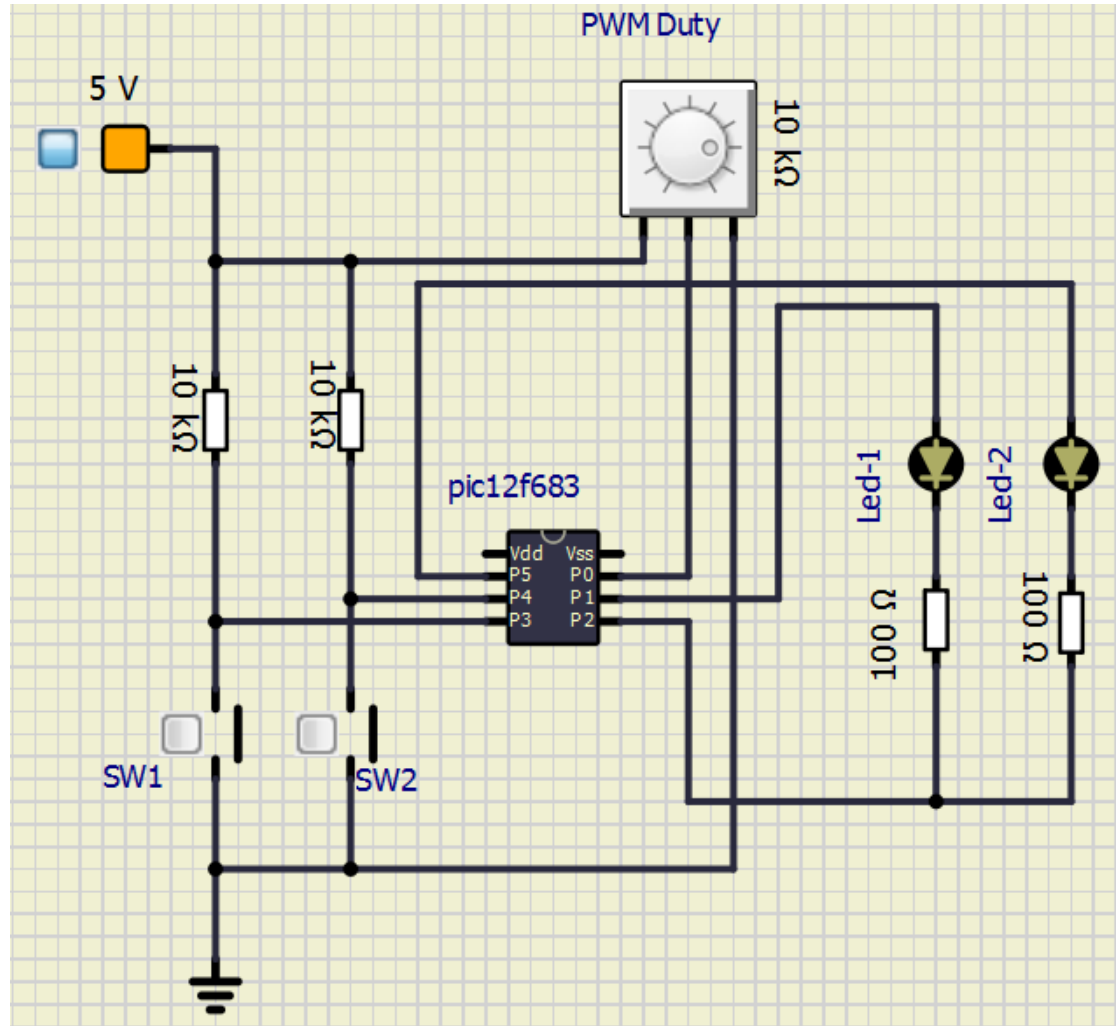 PWM Duty
5 V
10 kΩ
10 kΩ
10 kΩ
pic12f683
Led-1
Led-2
Vdd
Vss
P5
P0
P4
P1
P3
P2
100 Ω
100 Ω
SW1
SW2